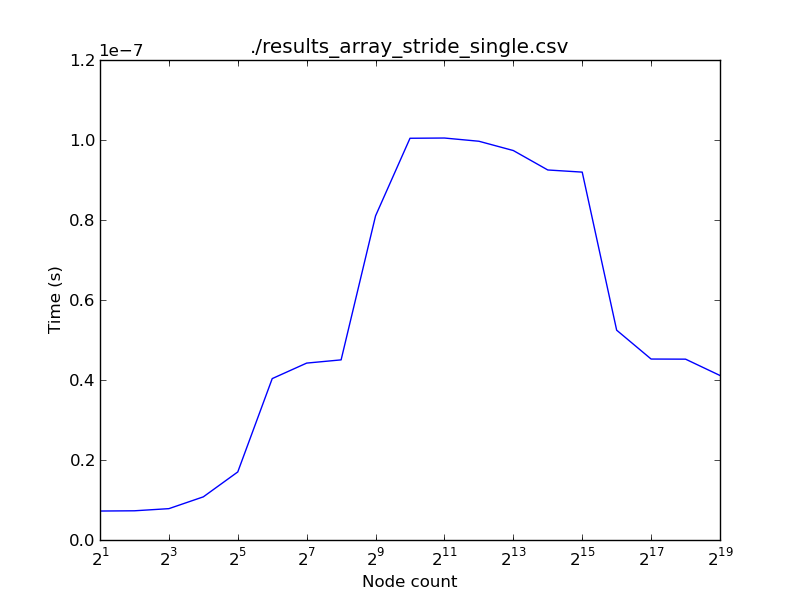 ./results_array_stride_single.csv
1e−7
1.2
1.0
0.8
0.6
0.4
0.2
0.0
Time (s)
2^1 2^3 2^5 2^7 2^9 2^11 2^13 2^15 2^17 2^19
Node count